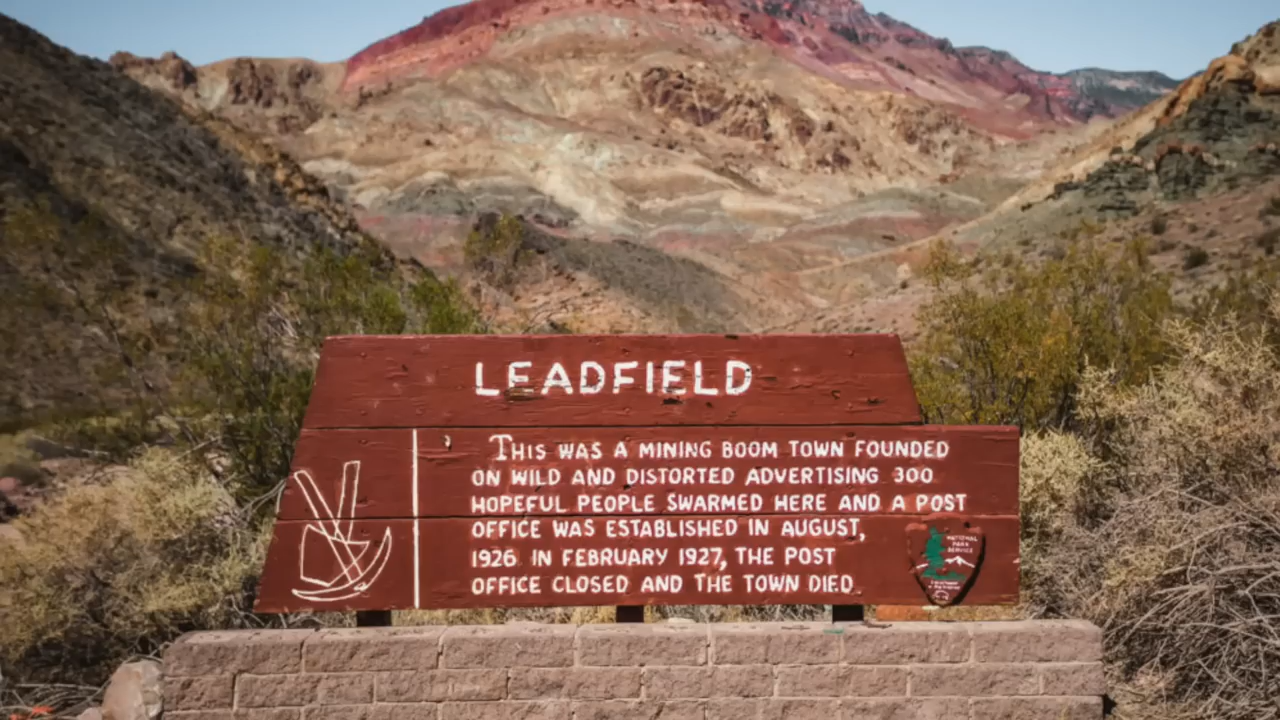 LEADFIELD
THIS WAS A MINING BOOM TOWN FOUNDED
ON WILD AND DISTORTED ADVERTISING 300
HOPEFUL PEOPLE SWARMED HERE AND A POST
OFFICE WAS ESTABLISHED IN AUGUST,
1926. IN FEBRUARY 1927, THE POST
OFFICE CLOSED AND THE TOWN DIED.
NATIONAL
PARK
SERVICE